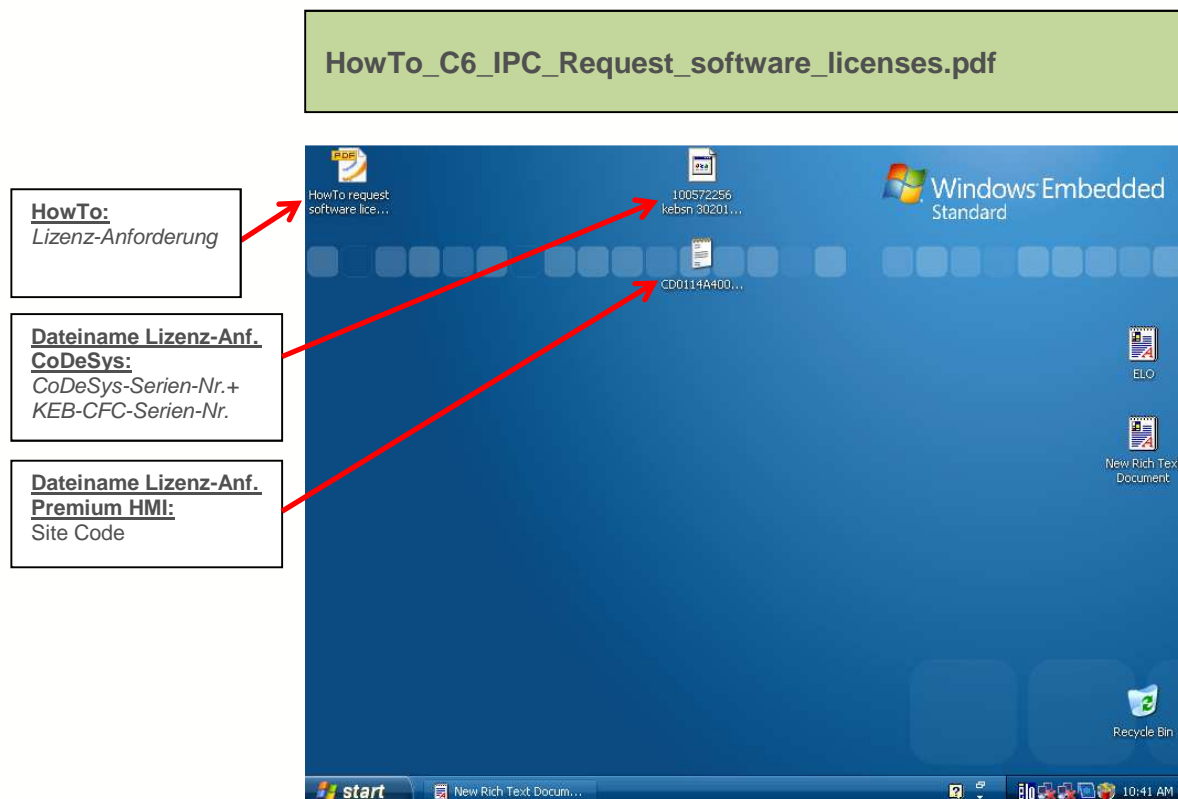 HowTo_C6_IPC_Request_software_licenses.pdf
HowTo:
Lizenz-Anforderung
Dateiname Lizenz-Anf.
CoDeSys:
CoDeSys-Serien-Nr.+
KEB-CFC-Serien-Nr.
Dateiname Lizenz-Anf.
Premium HMI:
Site Code
PDF
HowTo request
software lice...
100572256
kebsn 30201...
CD0114A400...
Windows Embedded
Standard
ELO
New Rich Tex
Document
Recycle Bin
start
New Rich Text Docum...
10:41 AM